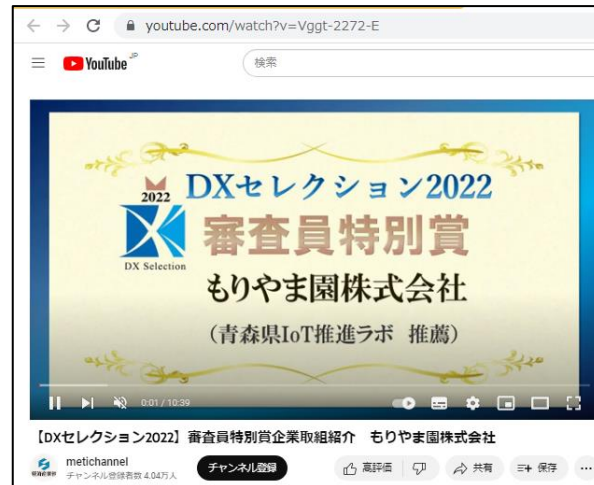 youtube.com/watch?v=Vggt-2272-E
YouTube JP
検索
2022
DX Selection
DXセレクション2022
審査員特別賞
もりやま園株式会社
(青森県IoT推進ラボ 推薦)
0:01 / 10:39
【DXセレクション2022】審査員特別賞企業取組紹介 もりやま園株式会社
経済産業省
metichannel
チャンネル登録者数 4.04万人
チャンネル登録
高評価
共有
保存